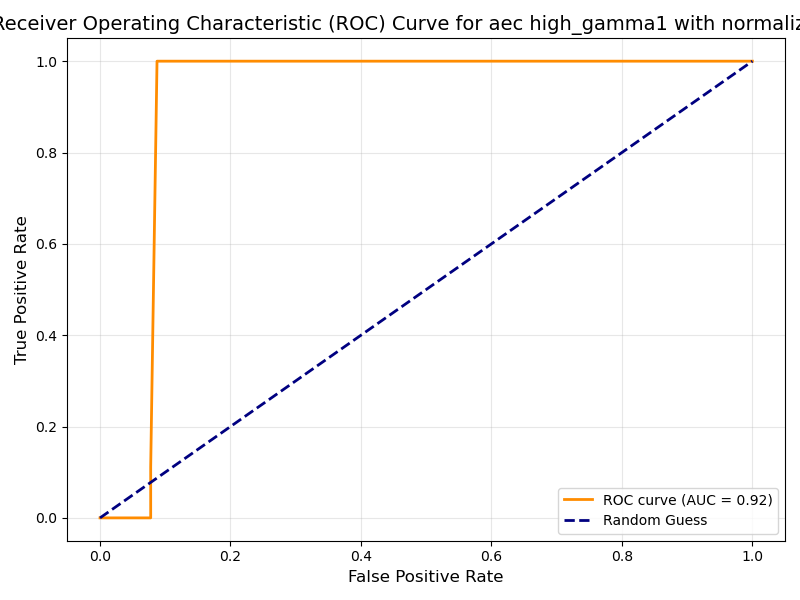 Receiver Operating Characteristic (ROC) Curve for aec high_gamma1 with
1.0
0.8
0.6
0.4
0.2
0.0
True Positive Rate
0.0 0.2 0.4 0.6 0.8 1.0
False Positive Rate
ROC curve (AUC = 0.92)
Random Guess